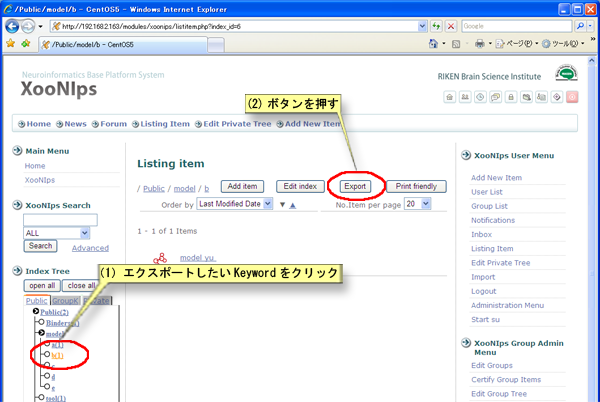 /Public/model/b - CentOS5 - Windows Internet Explorer
http://192.168.2.163/modules/xoonips/listitem.php?index_id=6
Google
/Public/model/b - CentOS5
ページ(P)
ツール(O)
Neuroinformatics Base Platform System
XooNIps
RIKEN Brain Science Institute
Home
News
Forum
Listing Item
Edit Private Tree
Add New Item
(2) ボタンを押す
Main Menu
Home
XooNIps
XooNIps Search
ALL
Search
Advanced
Index Tree
open all
close all
Public
GroupK
Public(2)
Binders(1)
model
a(1)
b(1)
c
d
e
tool(1)
Listing item
/ Public / model / b
Add item
Edit index
Export
Print friendly
Order by
Last Modified Date
▼ ▲
No.Item per page
20
1 - 1 of 1 Items
model yu
(1) エクスポートしたい Keyword をクリック
XooNIps User Menu
Add New Item
User List
Group List
Notifications
Inbox
Listing Item
Edit Private Tree
Import
Logout
Administration Menu
Start su
XooNIps Group Admin Menu
Edit Groups
Certify Group Items
Edit Group Tree